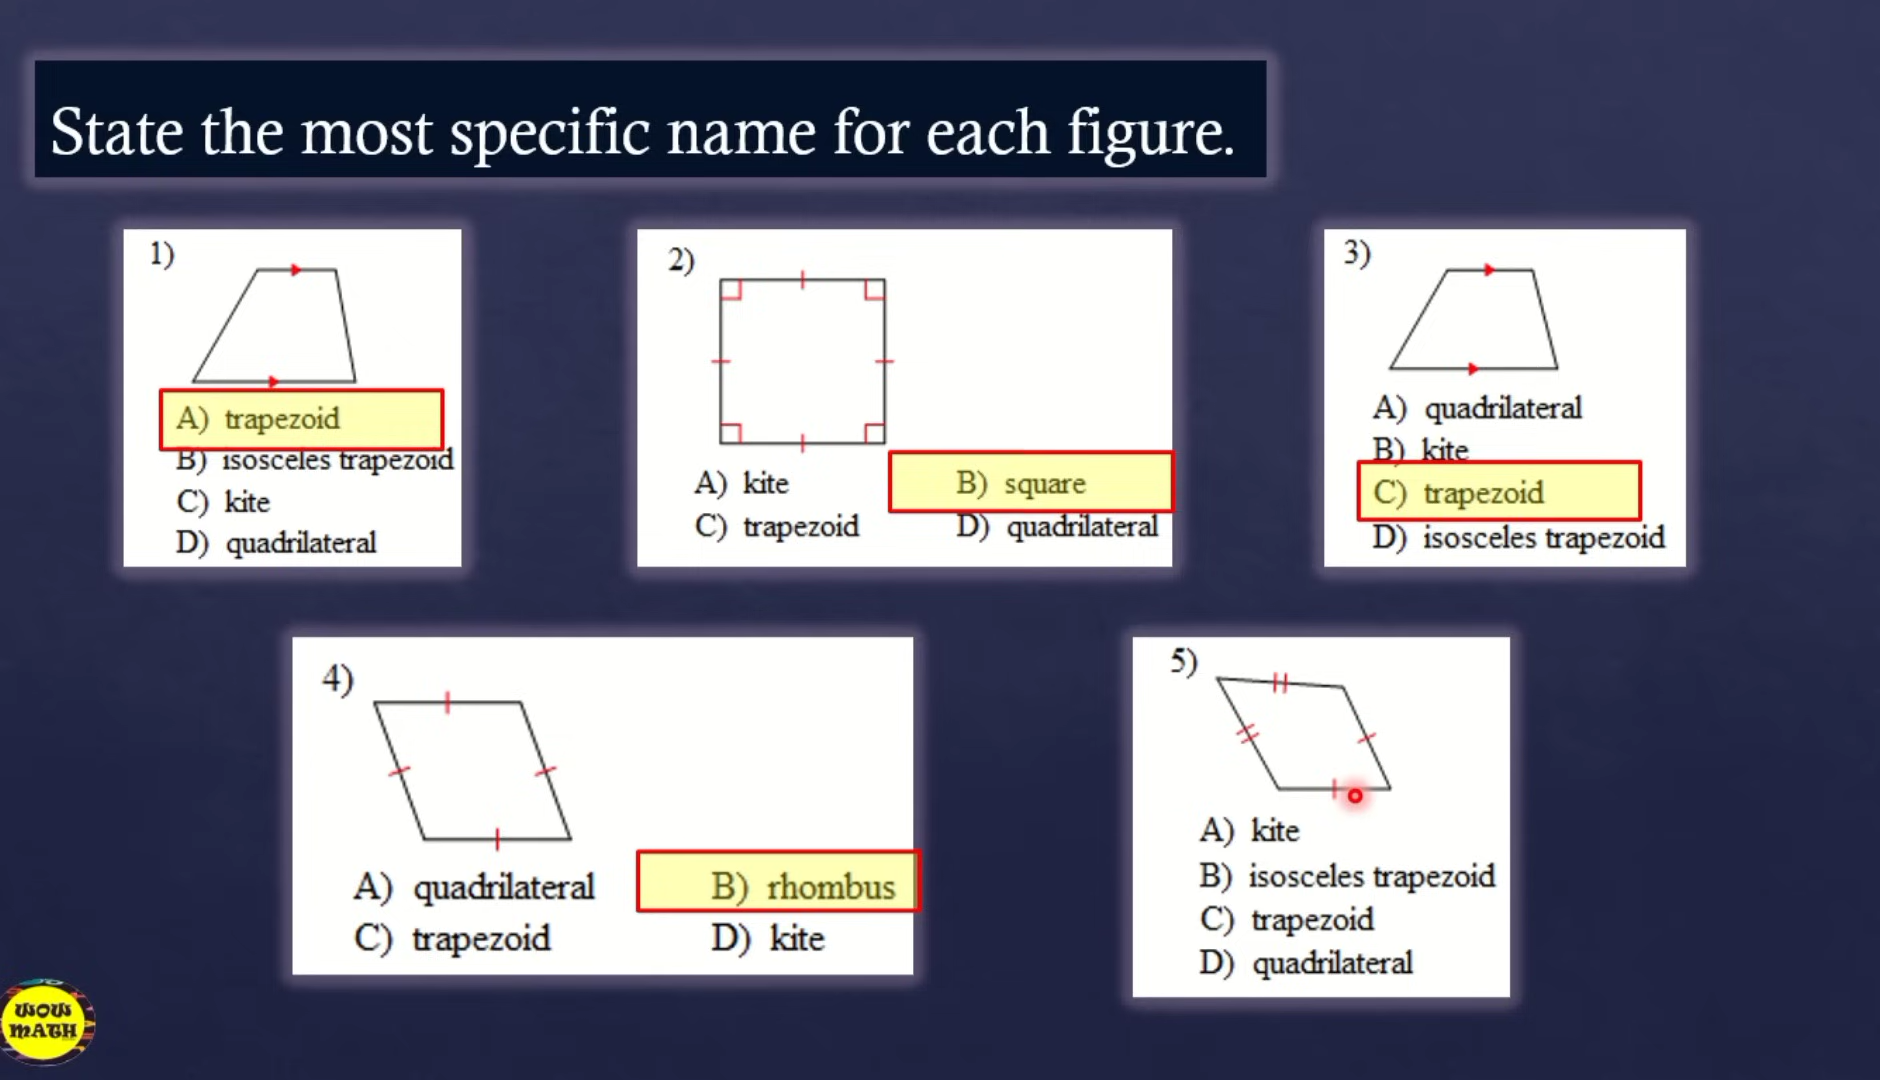 State the most specific name for each figure.
1)
A) trapezoid
B) isosceles trapezoid
C) kite
D) quadrilateral
2)
A) kite B) square
C) trapezoid D) quadrilateral
3)
A) quadrilateral
B) kite
C) trapezoid
D) isosceles trapezoid
4)
A) quadrilateral B) rhombus
C) trapezoid D) kite
5)
A) kite
B) isosceles trapezoid
C) trapezoid
D) quadrilateral
WOW
MATH